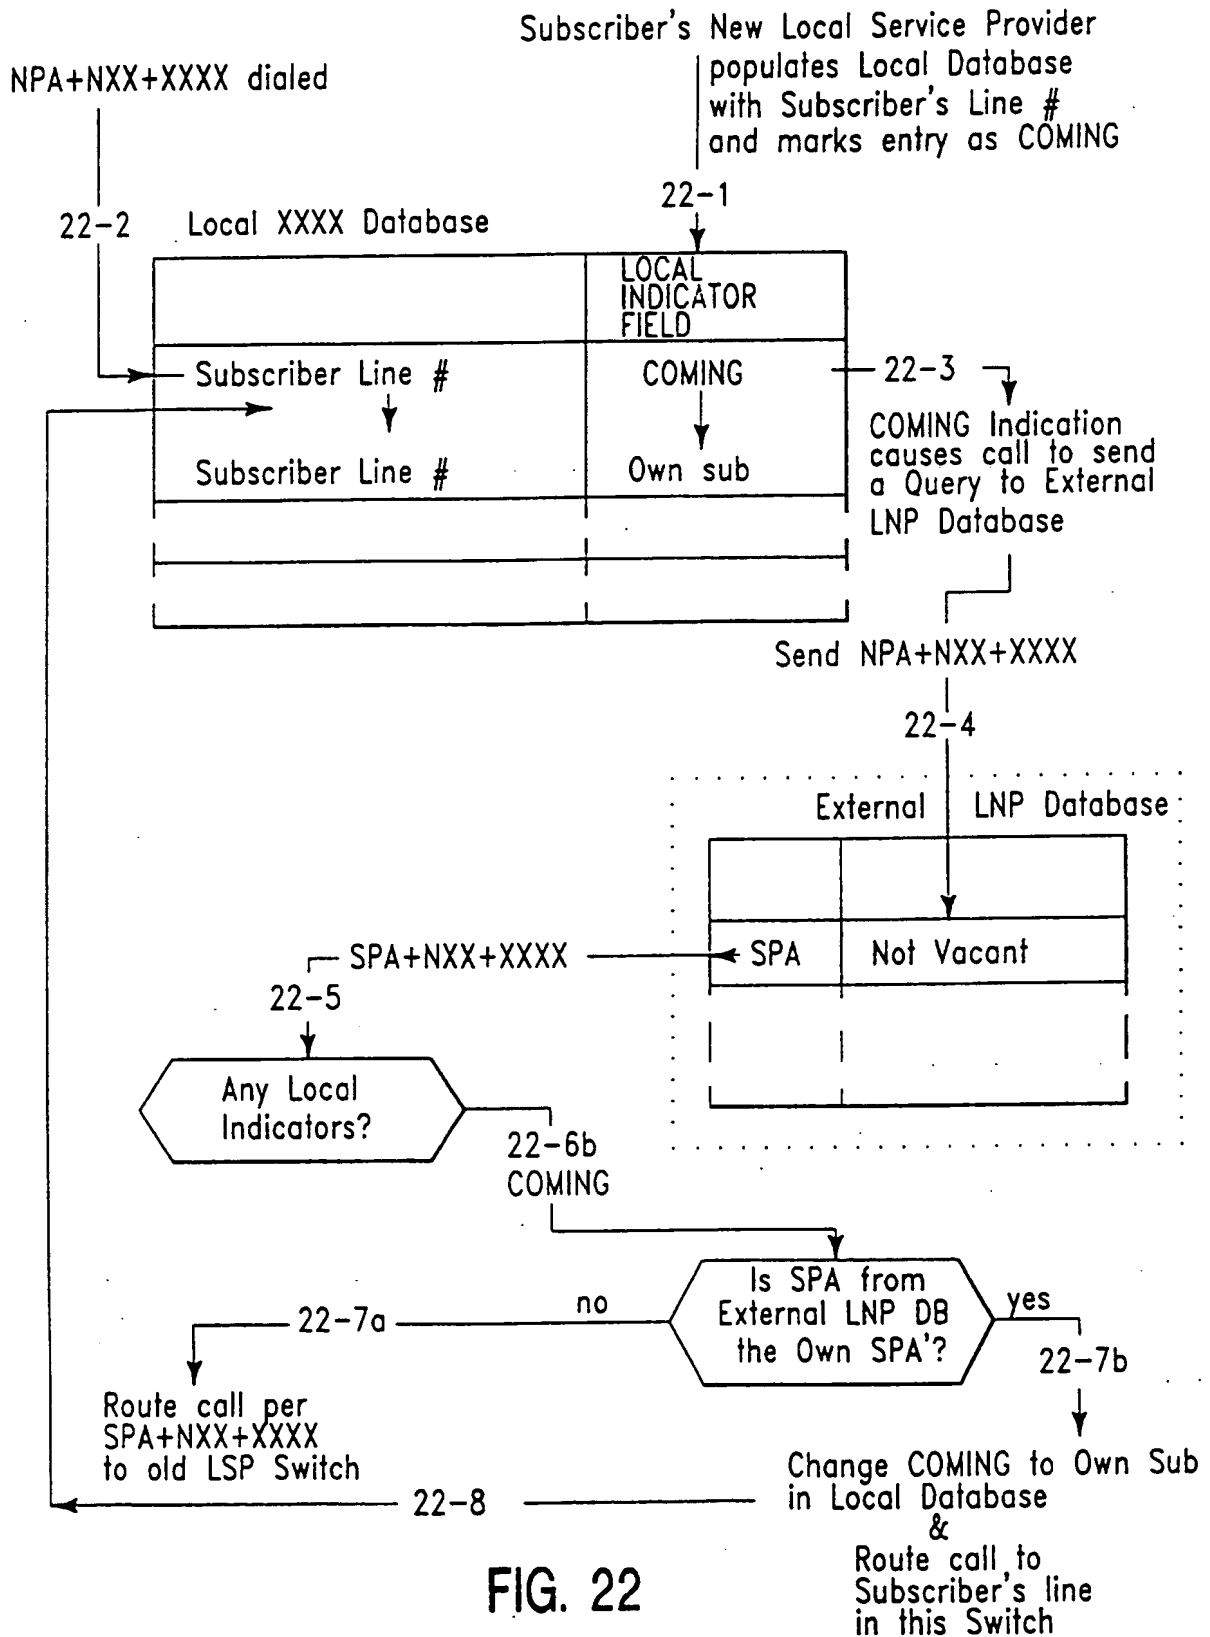 Subscriber's New Local Service Provider
populates Local Database
with Subscriber's Line #
and marks entry as COMING
NPA+NXX+XXXX dialed
22-1
22-2
Local XXXX Database
LOCAL
INDICATOR
FIELD
Subscriber Line #
COMING
22-3
Subscriber Line #
Own sub
COMING Indication
causes call to send
a Query to External
LNP Database
Send NPA+NXX+XXXX
22-4
External LNP Database
SPA
Not Vacant
SPA+NXX+XXXX
22-5
Any Local
Indicators?
22-6b
COMING
Is SPA from
External LNP DB
the Own SPA'?
no
yes
22-7a
22-7b
Route call per
SPA+NXX+XXXX
to old LSP Switch
Change COMING to Own Sub
in Local Database
&
Route call to
Subscriber's line
in this Switch
22-8
FIG. 22